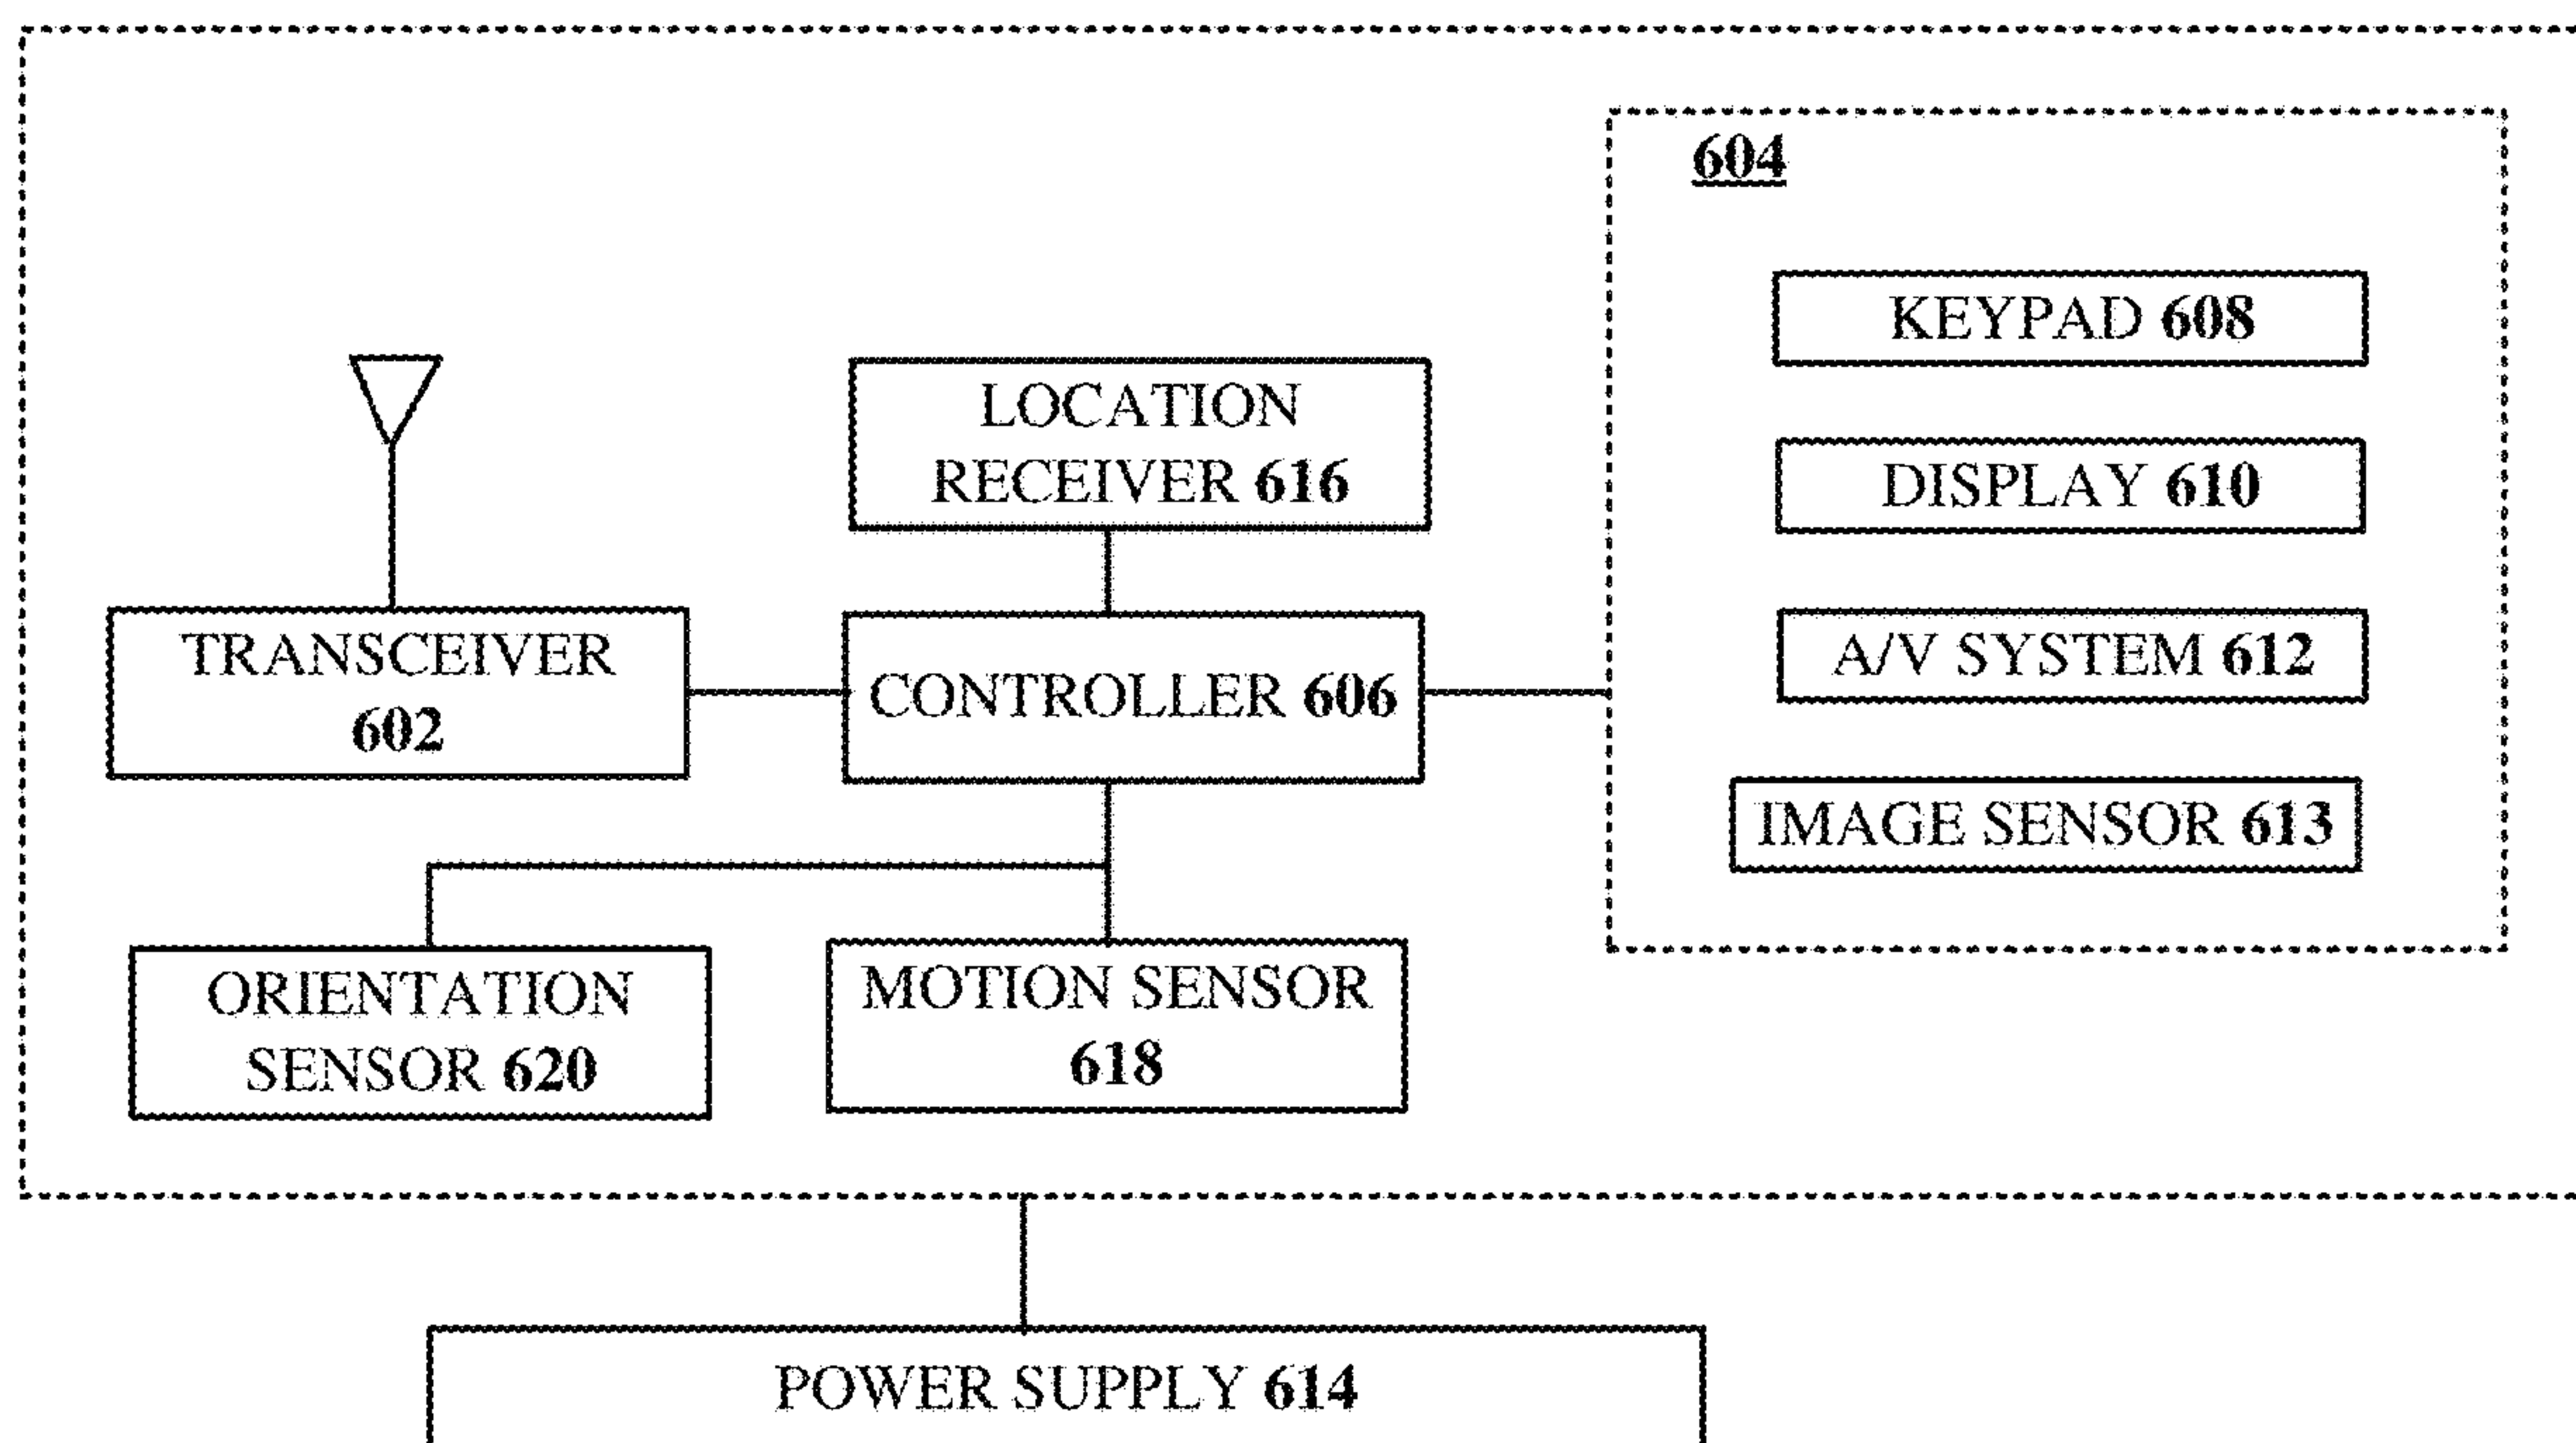 604
KEYPAD 608
LOCATION
RECEIVER 616
DISPLAY 610
TRANSCEIVER
602
CONTROLLER 606
A/V SYSTEM 612
IMAGE SENSOR 613
ORIENTATION
SENSOR 620
MOTION SENSOR
618
POWER SUPPLY 614